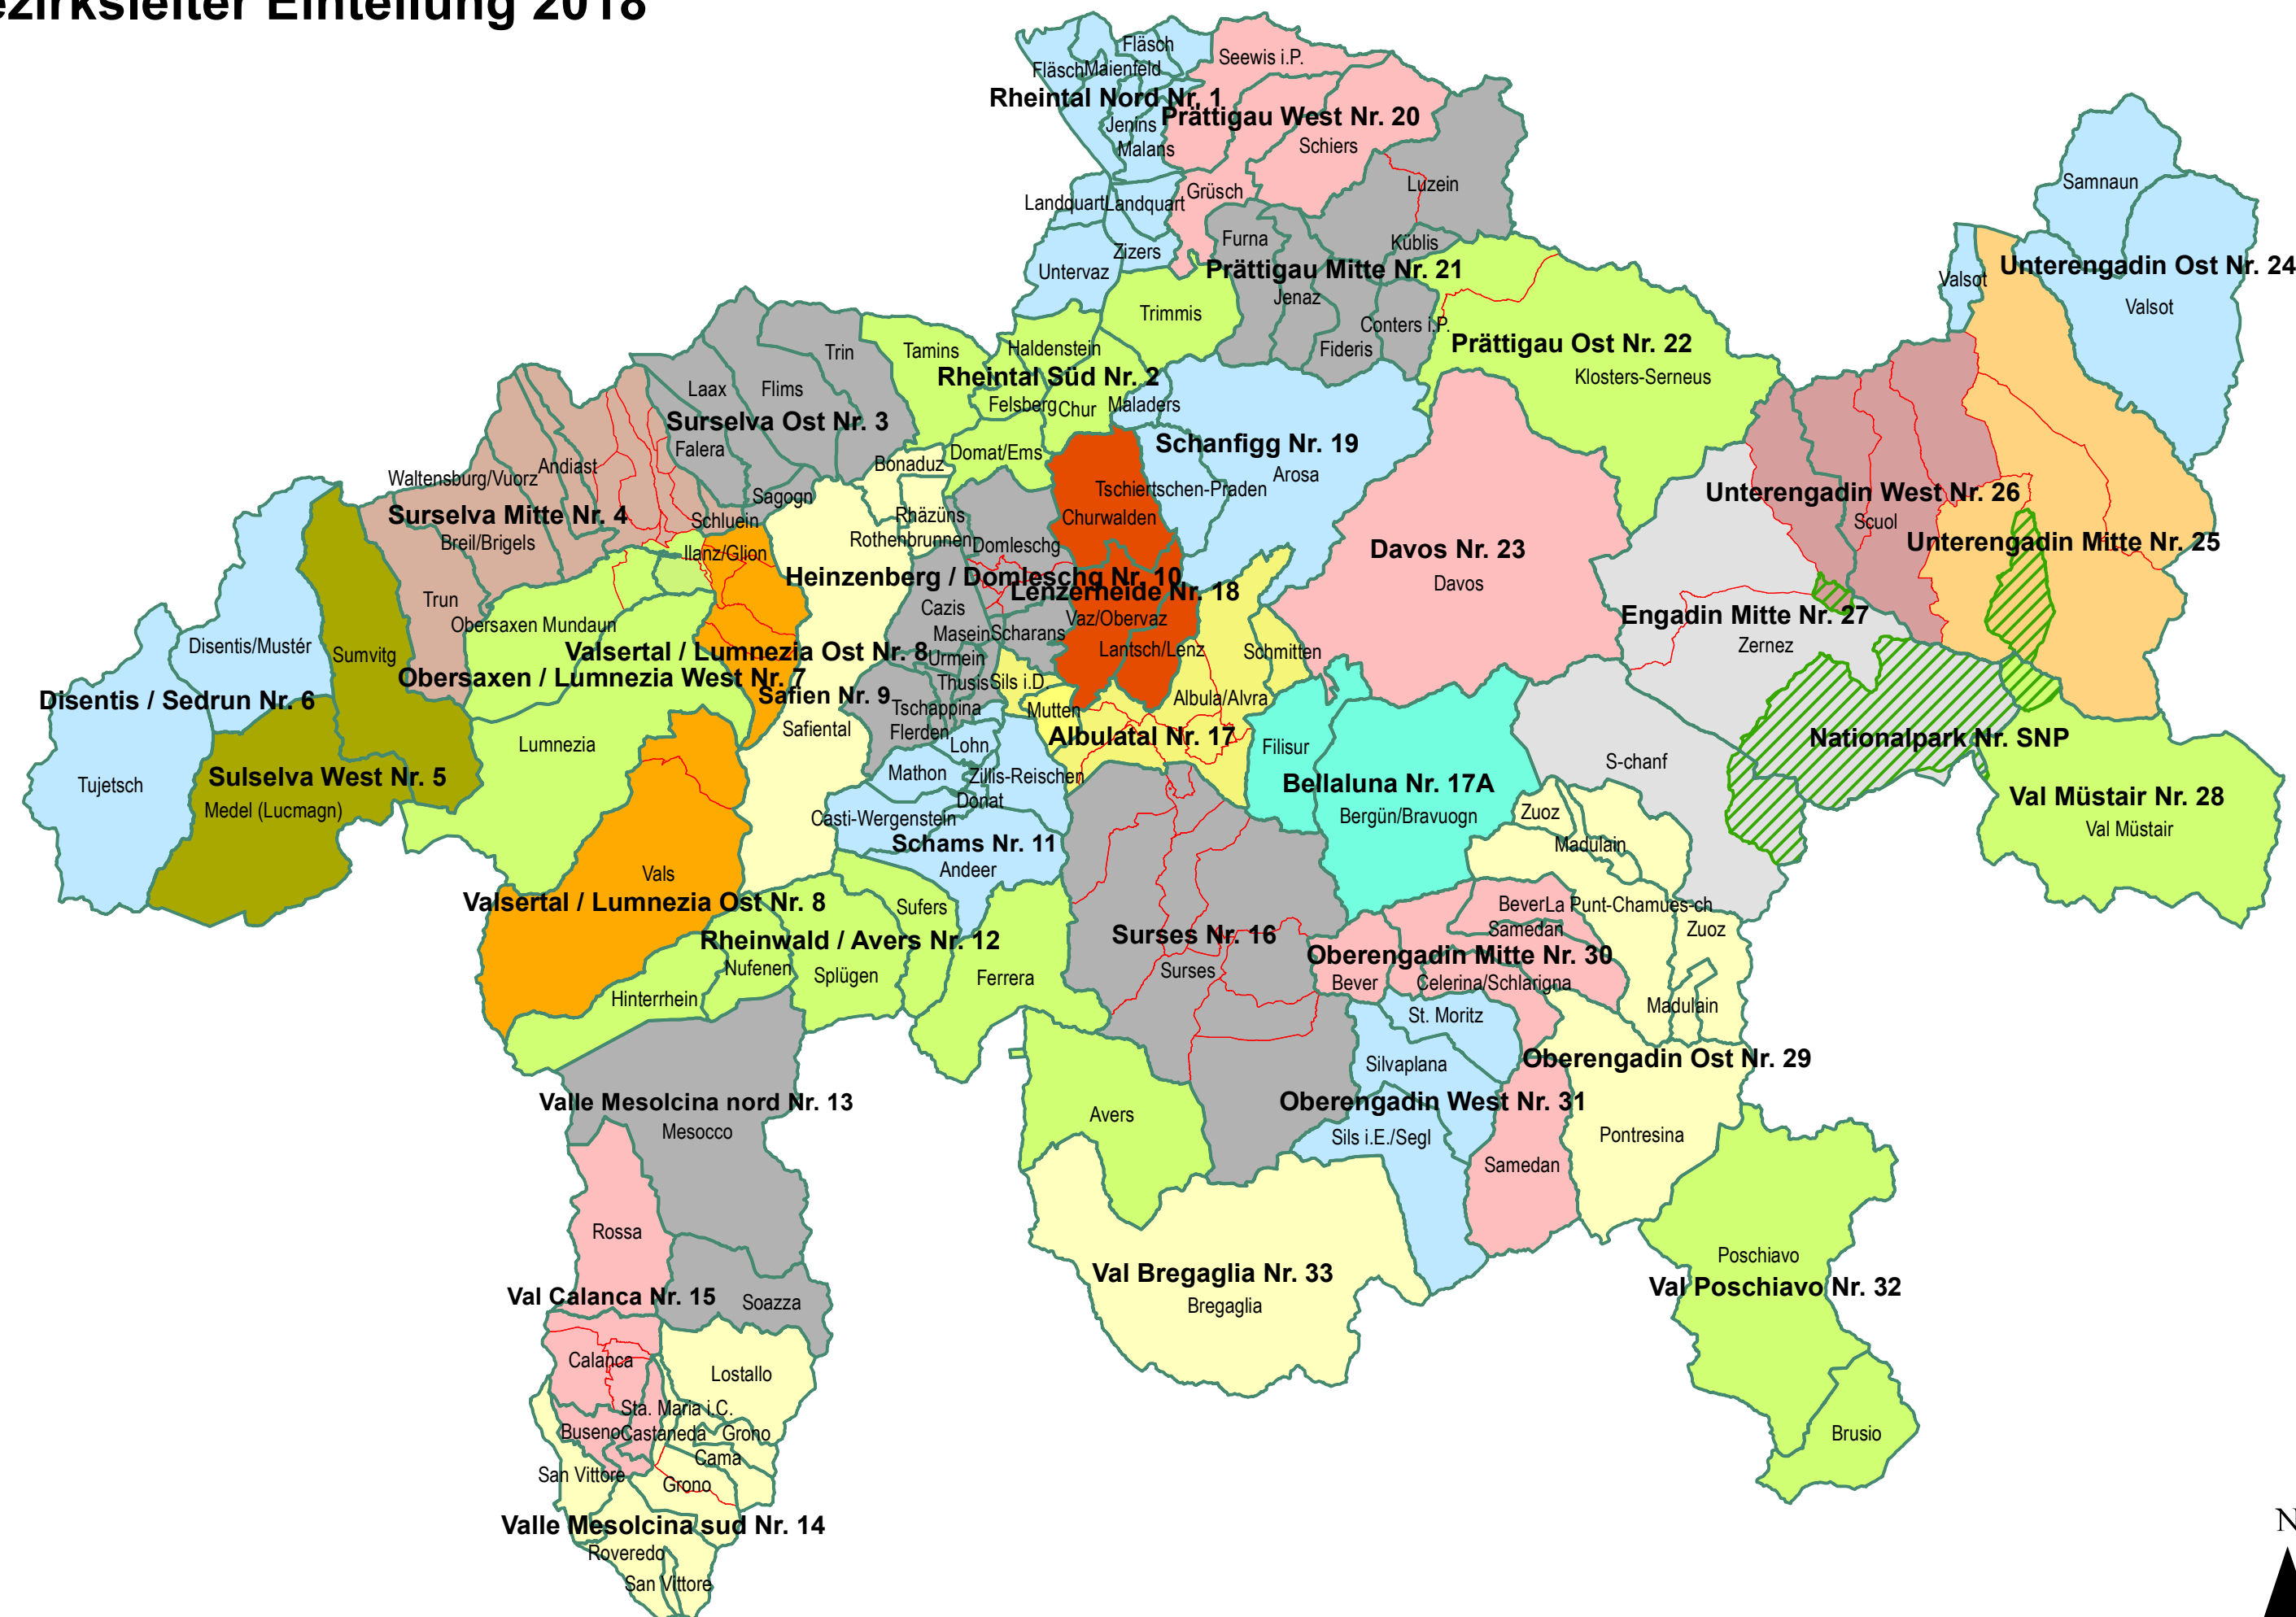 ezirksleiter Einteilung 2018
Fläsch
Seewis i.P.
Fläsch
Maienfeld
Rheintal Nord Nr. 1
Prättigau West Nr. 20
Jenins
Schiers
Malans
Samnaun
Luzein
Grüsch
Landquart
Landquart
Furna
Küblis
Zizers
Untervaz
Prättigau Mitte Nr. 21
Unterengadin Ost Nr. 24
Valsot
Jenaz
Valsot
Trimmis
Conters i.P.
Haldenstein
Fideris
Prättigau Ost Nr. 22
Trin
Tamins
Rheintal Süd Nr. 2
Klosters-Serneus
Laax
Flims
Felsberg
Chur
Maladers
Surselva Ost Nr. 3
Schanfigg Nr. 19
Falera
Domat/Ems
Bonaduz
Andiast
Arosa
Waltensburg/Vuorz
Tschiertschen-Praden
Unterengadin West Nr. 26
Sagogn
Surselva Mitte Nr. 4
Schluein
Rhäzüns
Churwalden
Scuol
Breil/Brigels
Rothenbrunnen
Domleschg
Unterengadin Mitte Nr. 25
Ilanz/Glion
Davos Nr. 23
Heinzenberg / Domleschg Nr. 10
Davos
Lenzerheide Nr. 18
Trun
Cazis
Engadin Mitte Nr. 27
Obersaxen Mundaun
Vaz/Obervaz
Masein
Scharans
Zernez
Disentis/Mustér
Sumvitg
Valsertal / Lumnezia Ost Nr. 8
Urmein
Lantsch/Lenz
Schmitten
Obersaxen / Lumnezia West Nr. 7
Thusis
Sils i.D.
Disentis / Sedrun Nr. 6
Safien Nr. 9
Tschappina
Mutten
Albula/Alvra
Safiental
Flerden
Albulatal Nr. 17
Nationalpark Nr. SNP
Lumnezia
Lohn
Filisur
S-chanf
Sulselva West Nr. 5
Mathon
Zillis-Reischen
Bellaluna Nr. 17A
Tujetsch
Donat
Val Müstair Nr. 28
Medel (Lucmagn)
Casti-Wergenstein
Bergün/Bravuogn
Zuoz
Val Müstair
Schams Nr. 11
Madulain
Andeer
Vals
Valsertal / Lumnezia Ost Nr. 8
Sufers
Bever
La Punt-Chamues-ch
Samedan
Zuoz
Rheinwald / Avers Nr. 12
Surses Nr. 16
Oberengadin Mitte Nr. 30
Nufenen
Splügen
Ferrera
Surses
Bever
Celerina/Schlarigna
Hinterrhein
Madulain
St. Moritz
Silvaplana
Oberengadin Ost Nr. 29
Valle Mesolcina nord Nr. 13
Oberengadin West Nr. 31
Avers
Mesocco
Sils i.E./Segl
Pontresina
Samedan
Rossa
Poschiavo
Val Bregaglia Nr. 33
Val Poschiavo Nr. 32
Val Calanca Nr. 15
Soazza
Bregaglia
Calanca
Lostallo
Sta. Maria i.C.
Buseno
Castaneda
Grono
Brusio
Cama
San Vittore
Grono
Valle Mesolcina sud Nr. 14
N
Roveredo
San Vittore